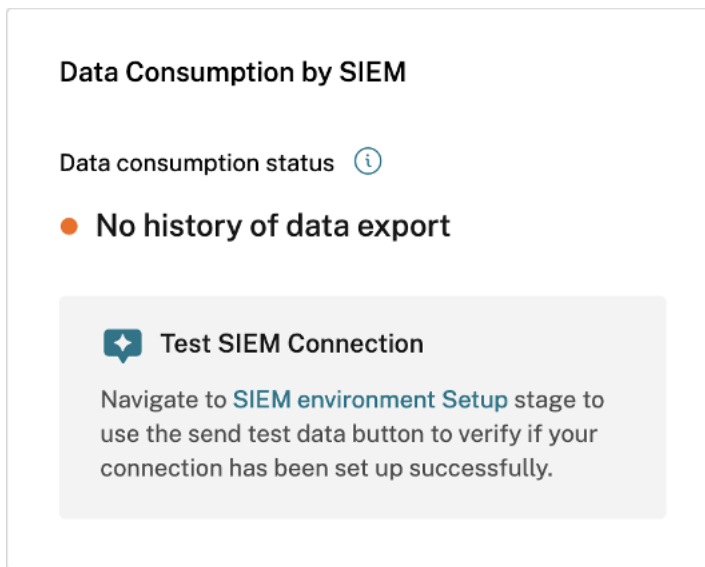 Data Consumption by SIEM
Data consumption status
No history of data export
Test SIEM Connection
Navigate to SIEM environment Setup stage to
use the send test data button to verify if your
connection has been set up successfully.